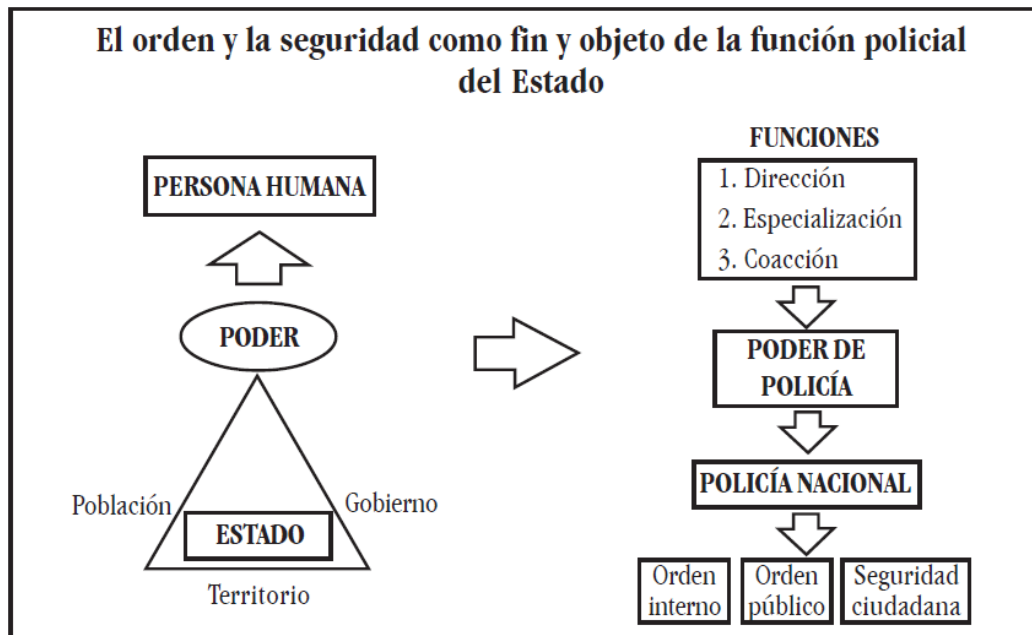 El orden y la seguridad como fin y objeto de la función policial
del Estado
PERSONA HUMANA
PODER
Población
Gobierno
ESTADO
Territorio
FUNCIONES
1. Dirección
2. Especialización
3. Coacción
PODER DE
POLICÍA
POLICÍA NACIONAL
Orden
interno
Orden
público
Seguridad
ciudadana